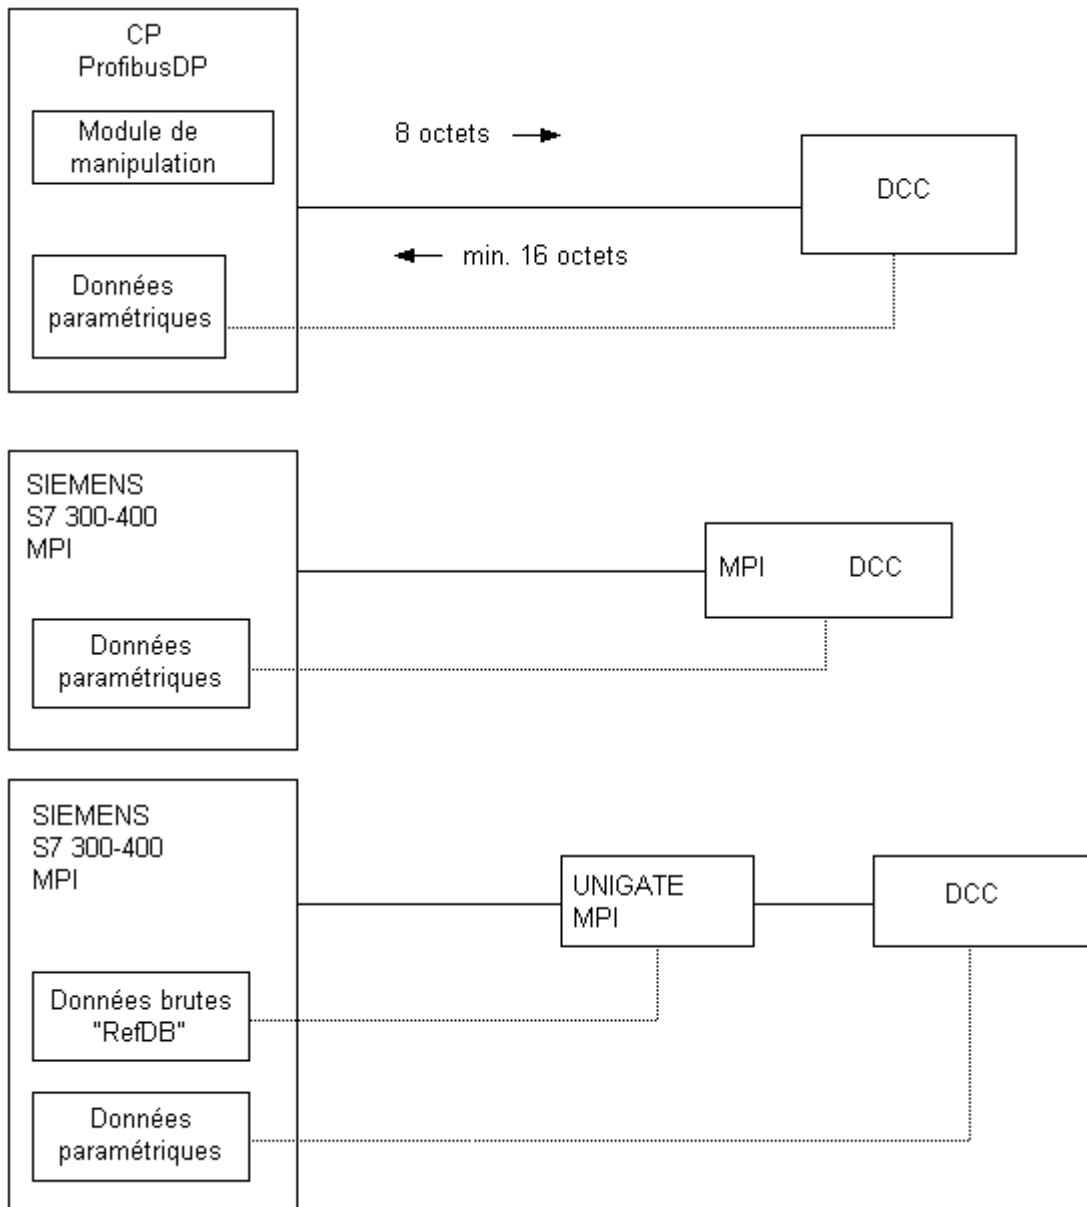 CP
ProfibusDP
Module de
manipulation
8 octets
DCC
min. 16 octets
Données
paramétriques
SIEMENS
S7 300-400
MPI
MPI DCC
Données
paramétriques
SIEMENS
S7 300-400
MPI
UNIGATE
MPI
DCC
Données brutes
"RefDB"
Données
paramétriques